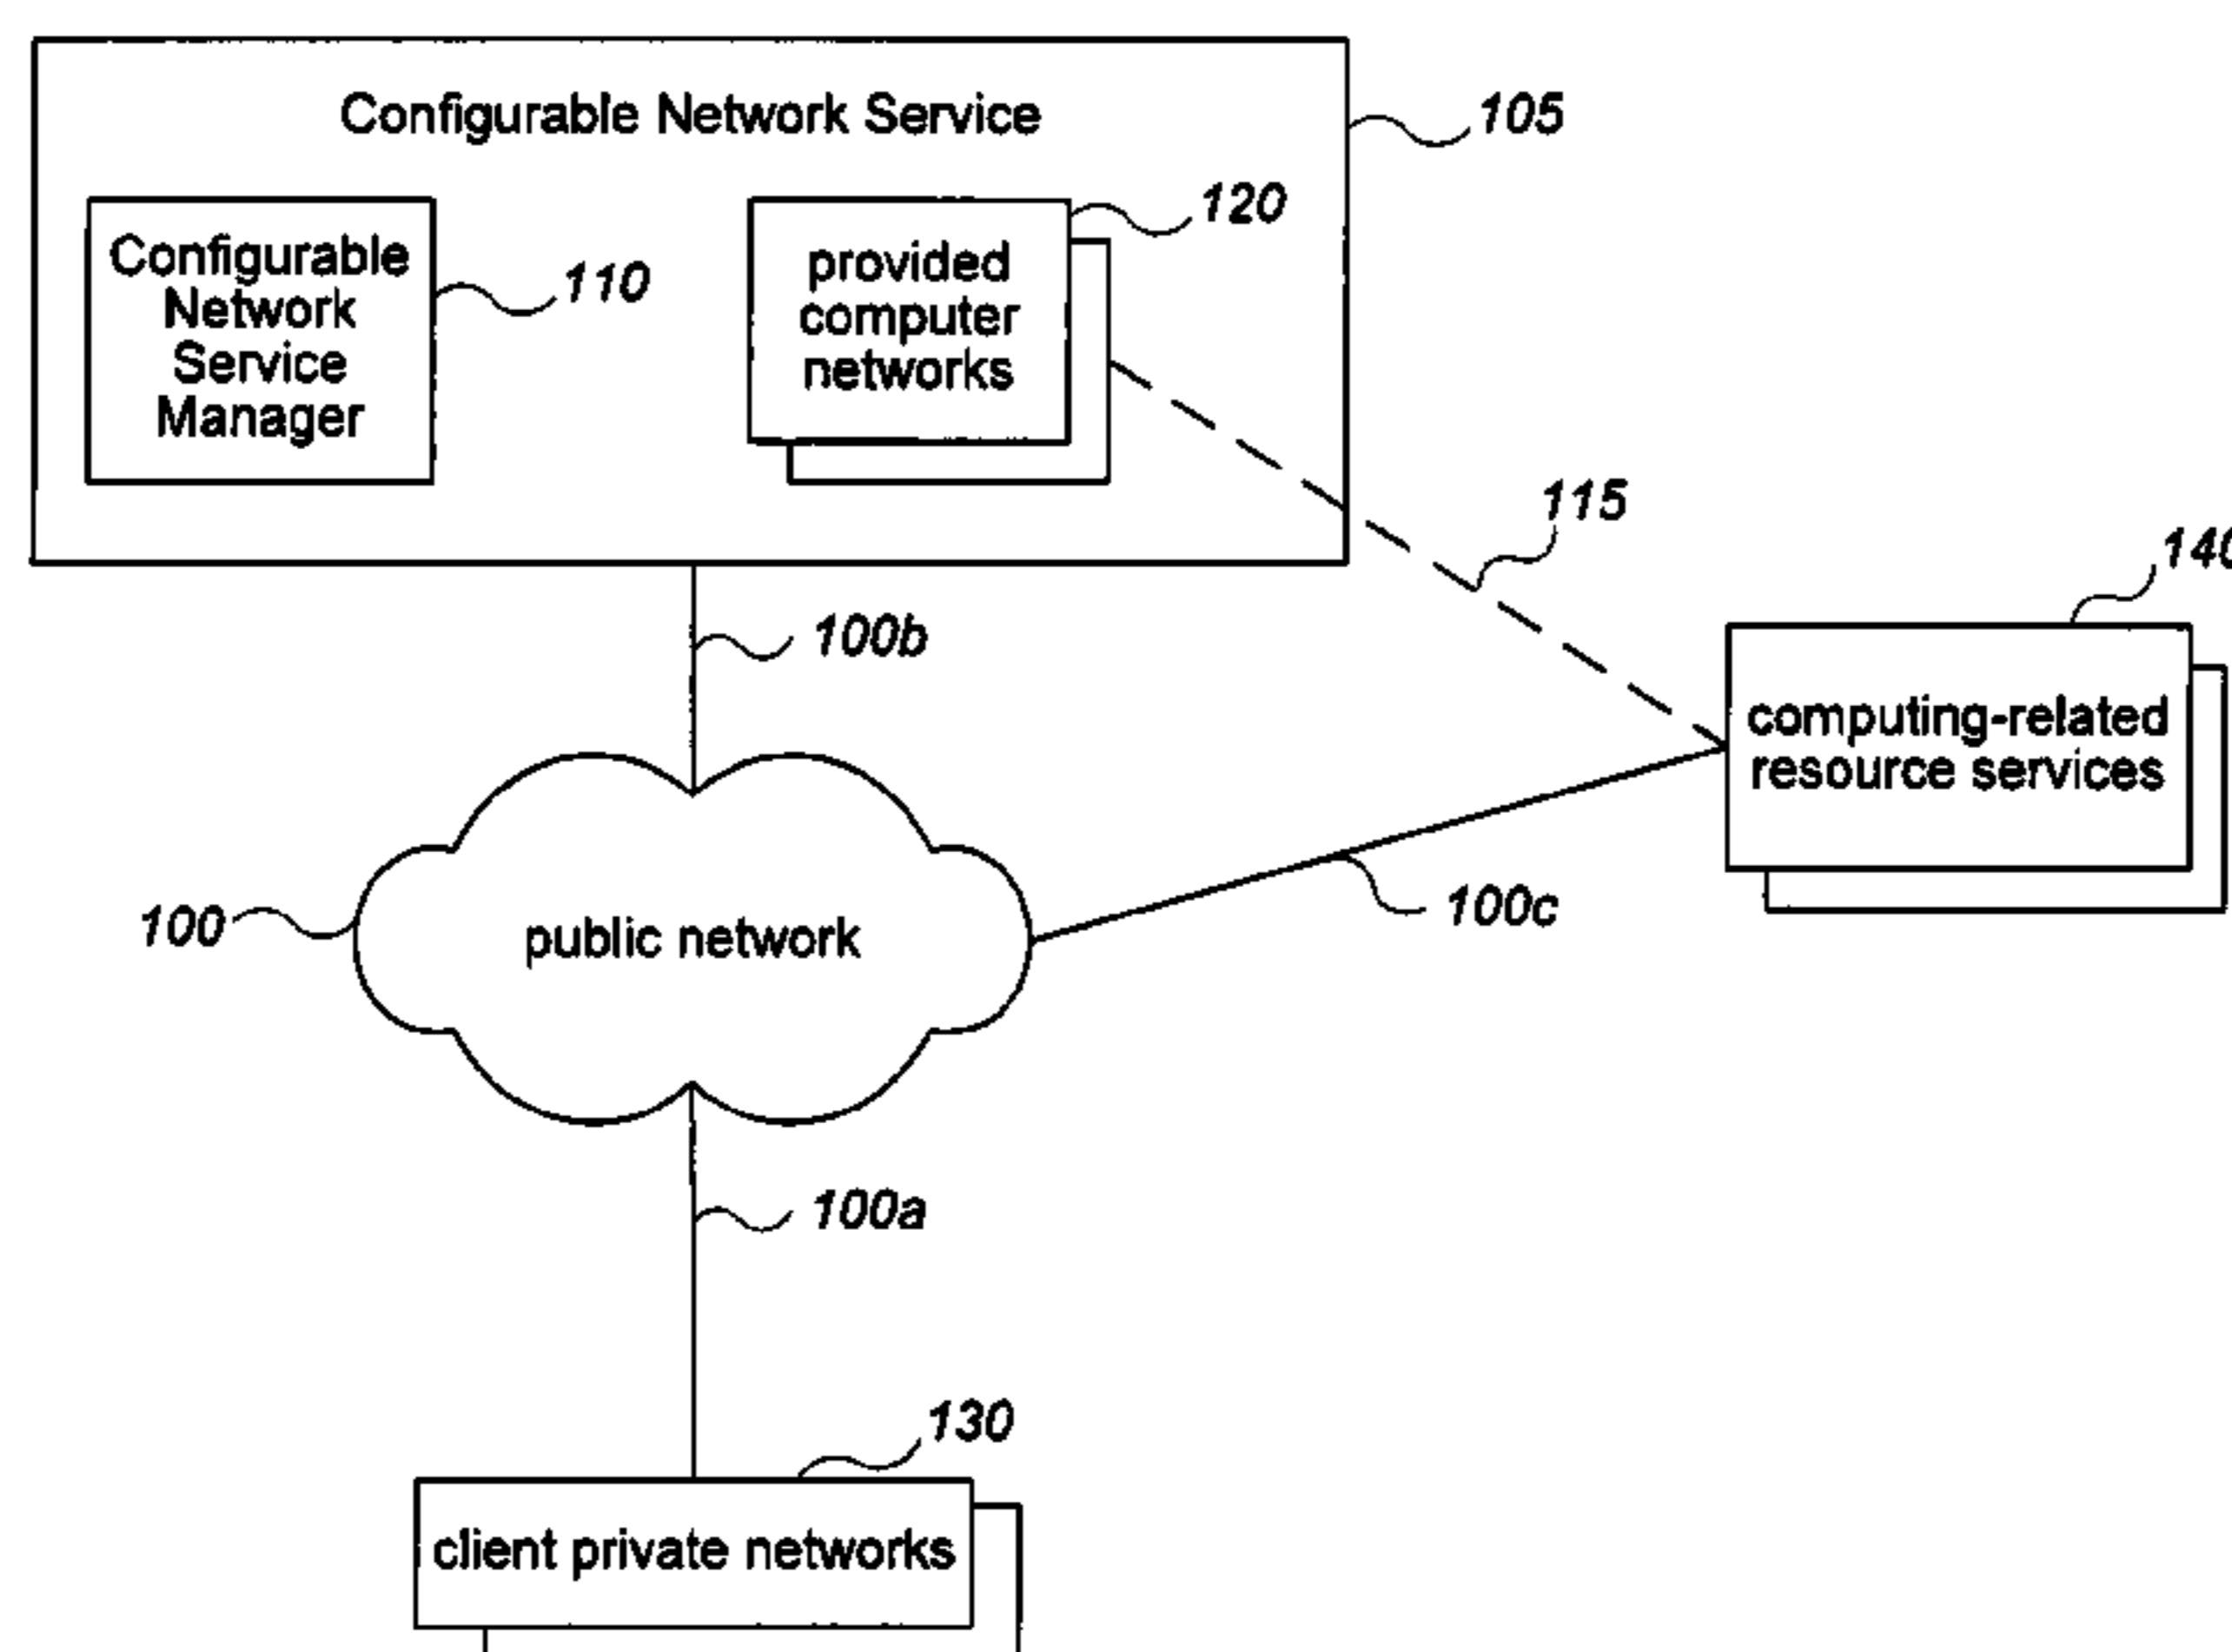 Configurable Network Service
105
120
Configurable
Network
Service
Manager
110
provided
computer
networks
115
140
100b
computing-related
resource services
100
public network
100c
100a
130
client private networks